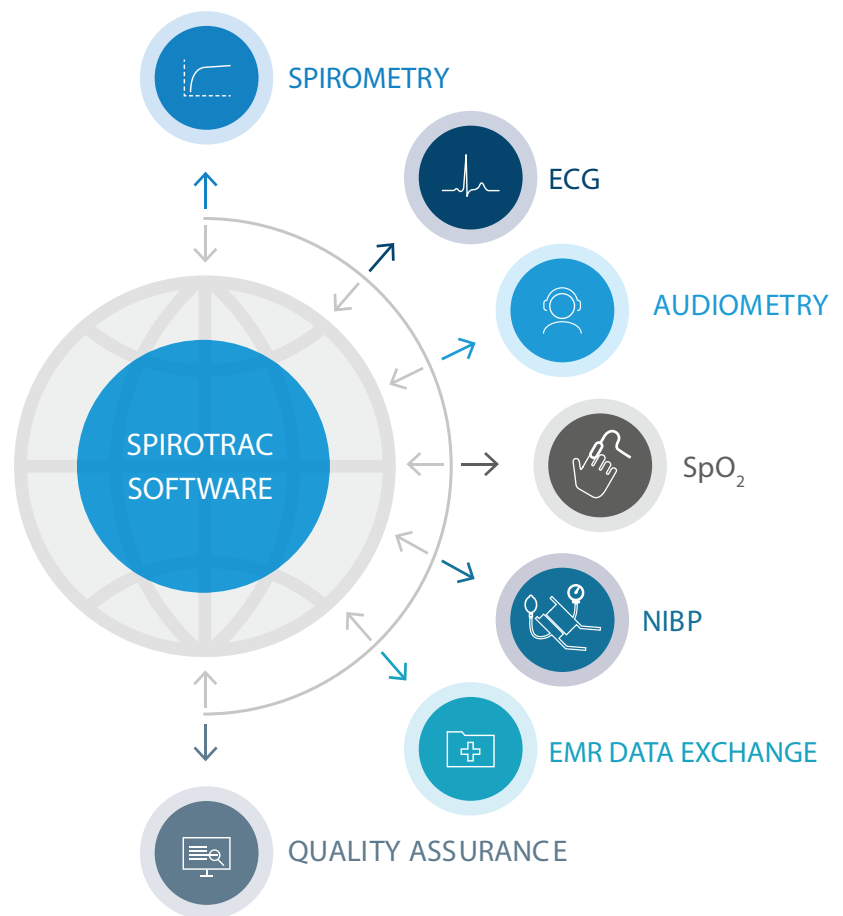 SPIROMETRY
ECG
AUDIOMETRY
SPIROTRAC
SOFTWARE
SpO₂
NIBP
EMR DATA EXCHANGE
QUALITY ASSURANCE